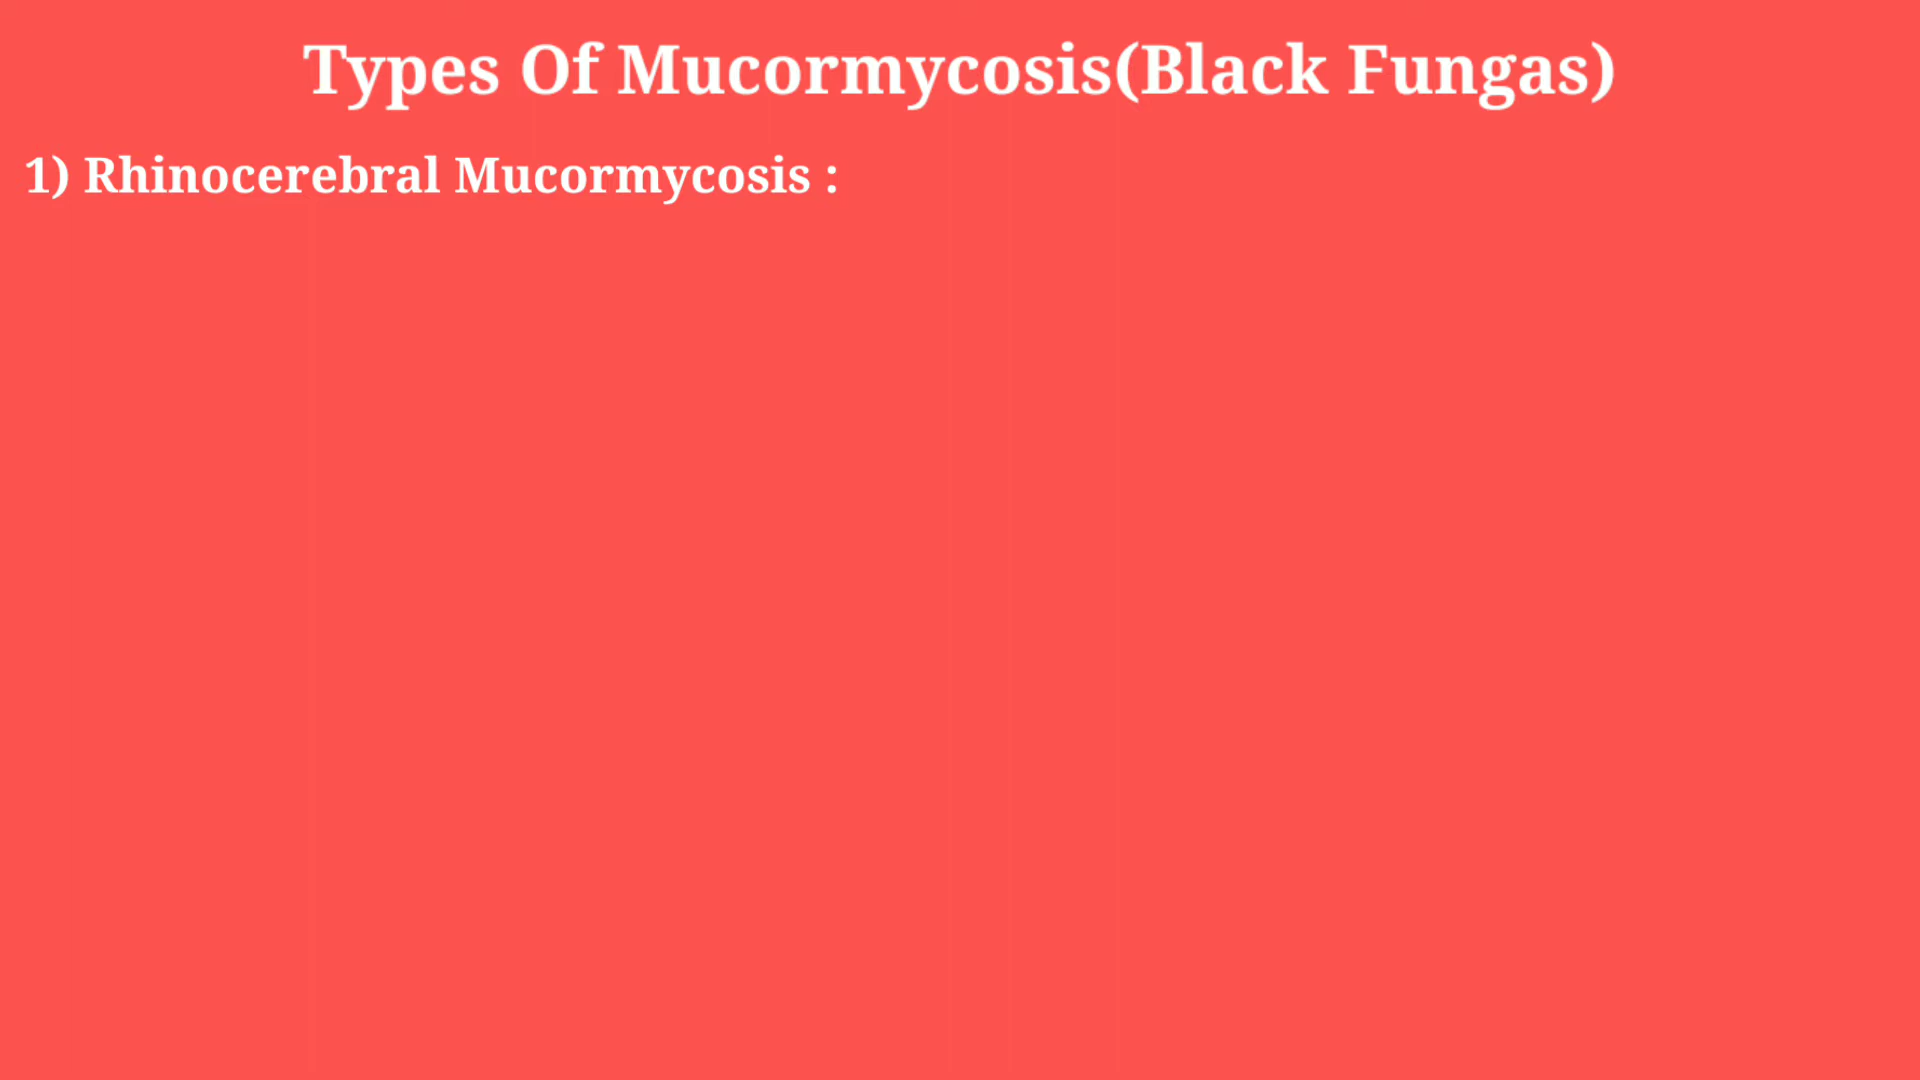 Types Of Mucormycosis(Black Fungas)
1) Rhinocerebral Mucormycosis :